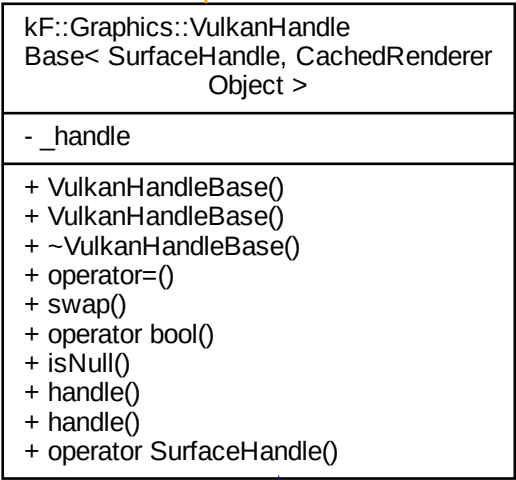 kF::Graphics::VulkanHandle
Base< SurfaceHandle, CachedRenderer
Object >
- _handle
+ VulkanHandleBase()
+ VulkanHandleBase()
+ ~VulkanHandleBase()
+ operator=()
+ swap()
+ operator bool()
+ isNull()
+ handle()
+ handle()
+ operator SurfaceHandle()